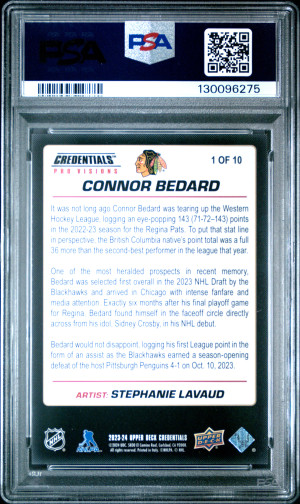 PSA
PSA
130096275
CREDENTIALS
PRO VISIONS
1 OF 10
CONNOR BEDARD
It was not long ago Connor Bedard was tearing up the Western
Hockey League, logging an eye-popping 143 (71-72–143) points
in the 2022-23 season for the Regina Pats. To put that stat line
in perspective, the British Columbia native's point total was a full
36 more than the second-best performer in the league that year.
One of the most heralded prospects in recent memory,
Bedard was selected first overall in the 2023 NHL Draft by the
Blackhawks and arrived in Chicago with intense fanfare and
media attention. Exactly six months after his final playoff game
for Regina, Bedard found himself in the faceoff circle directly
across from his idol, Sidney Crosby, in his NHL debut.
Bedard would not disappoint, logging his first League point in the
form of an assist as the Blackhawks earned a season-opening
defeat of the host Pittsburgh Penguins 4-1 on Oct. 10, 2023.
ARTIST: STEPHANIE LAVAUD
2023-24 UPPER DECK CREDENTIALS
NHL
UPPER DECK